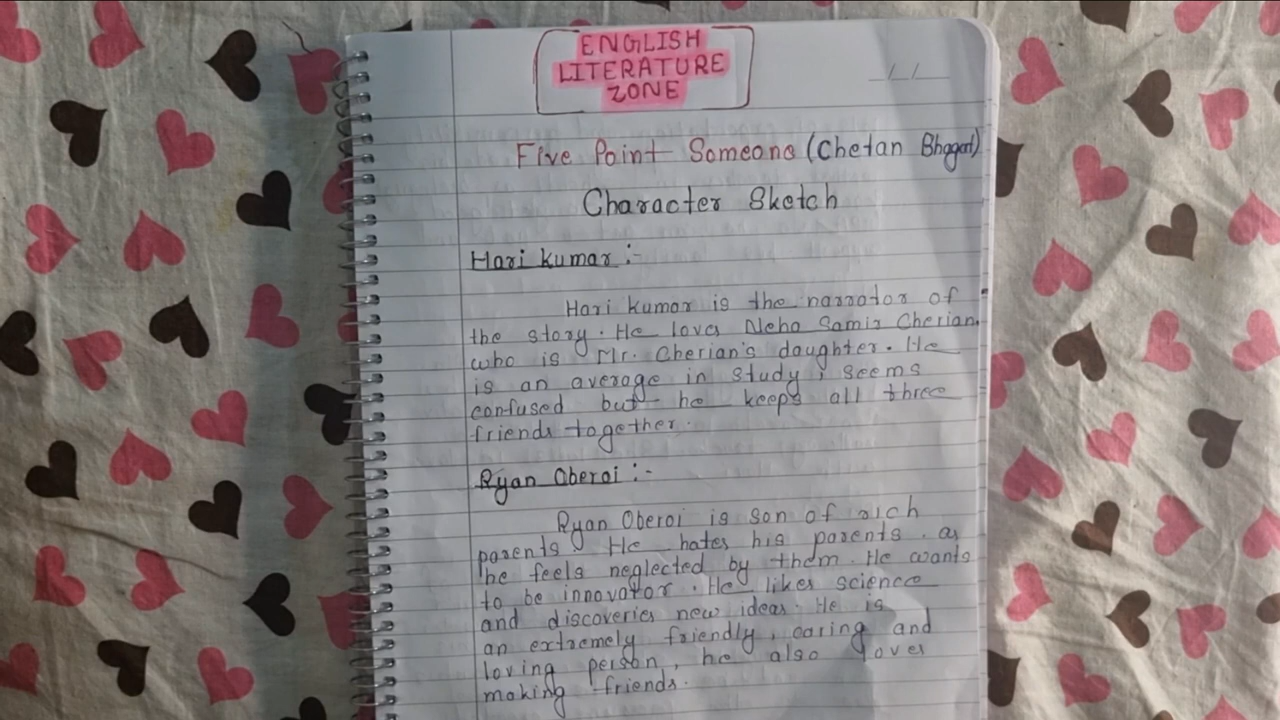 ENGLISH
LITERATURE
ZONE
Five Point Someone (Chetan Bhagat)
Character Sketch
Hari kumar :-
Hari kumar is the narrator of
the story. He loves Neha Samir Cherian,
who is Mr. Cherian's daughter. He
is an average in study, seems
confused but he keeps all three
friends together.
Ryan Oberoi :-
Ryan Oberoi is son of rich
parents. He hates his parents as
he feels neglected by them. He wants
to be innovator. He likes science
and discoveries new ideas. He is
an extremely friendly, caring and
loving person, he also loves
making friends.